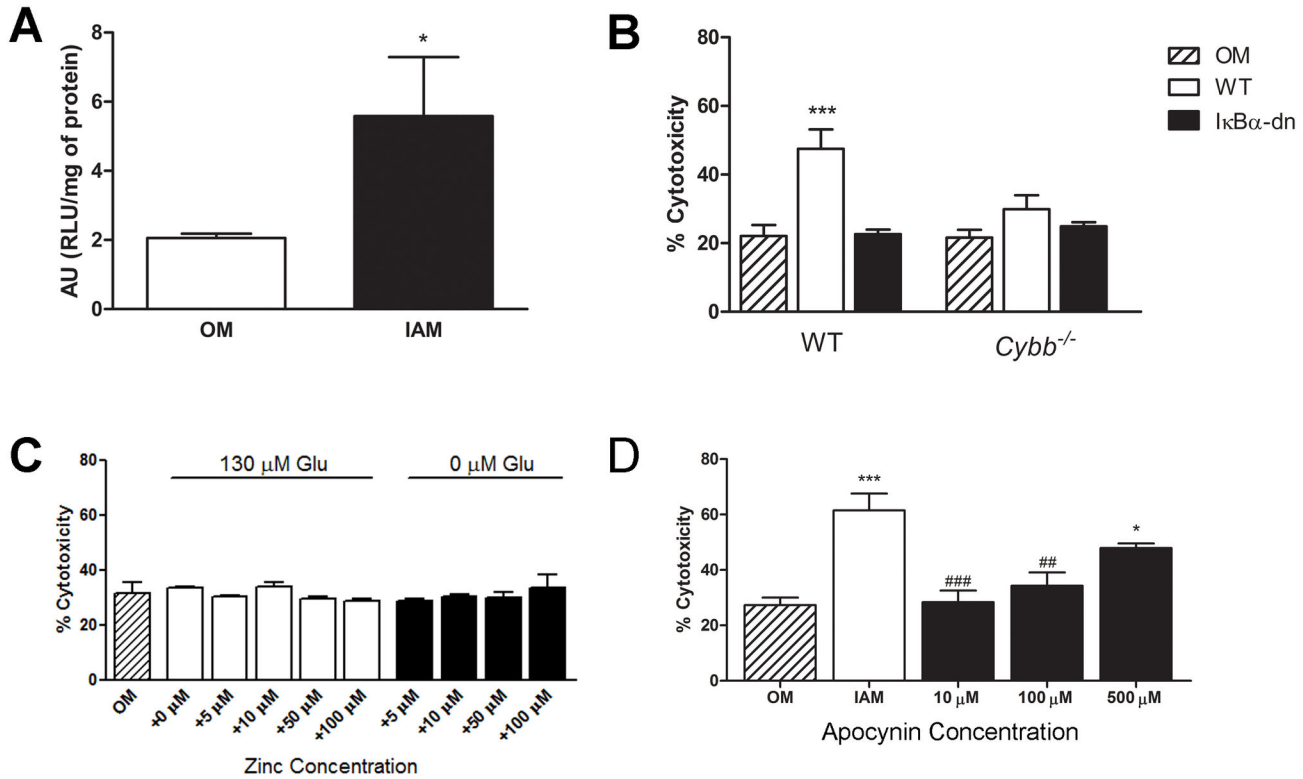 A
AU (RLU/mg of protein)
8
6
4
2
0
*
OM
IAM
B
% Cytotoxicity
80
60
40
20
0
***
WT
Cybb-/-
OM
WT
IκBα-dn
C
% Cytotoxicity
80
60
40
20
0
130 μM Glu
0 μM Glu
OM
+0 μM
+5 μM
+10 μM
+50 μM
+100 μM
+5 μM
+10 μM
+50 μM
+100 μM
Zinc Concentration
D
% Cytotoxicity
80
60
40
20
0
***
###
##
*
OM
IAM
10 μM
100 μM
500 μM
Apocynin Concentration